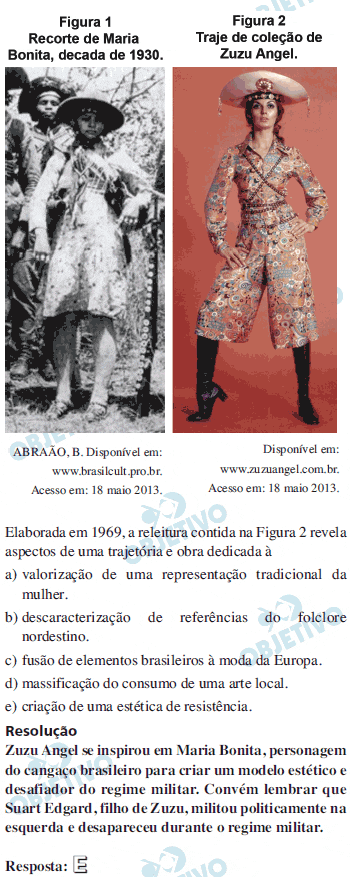 Figura 1
Recorte de Maria
Bonita, decada de 1930.
Figura 2
Traje de coleção de
Zuzu Angel.
ABRAÃO, B. Disponível em:
www.brasilcult.pro.br.
Acesso em: 18 maio 2013.
Disponível em:
www.zuzuangel.com.br.
Acesso em: 18 maio 2013.
Elaborada em 1969, a releitura contida na Figura 2 revela
aspectos de uma trajetória e obra dedicada à
a) valorização de uma representação tradicional da
mulher.
b) descaracterização de referências do folclore
nordestino.
c) fusão de elementos brasileiros à moda da Europa.
d) massificação do consumo de uma arte local.
e) criação de uma estética de resistência.
Resolução
Zuzu Angel se inspirou em Maria Bonita, personagem
do cangaço brasileiro para criar um modelo estético e
desafiador do regime militar. Convém lembrar que
Suart Edgard, filho de Zuzu, militou politicamente na
esquerda e desapareceu durante o regime militar.
Resposta: E
OBJETIVO
OBJETIVO
OBJETIVO
OBJETIVO
OBJETIVO